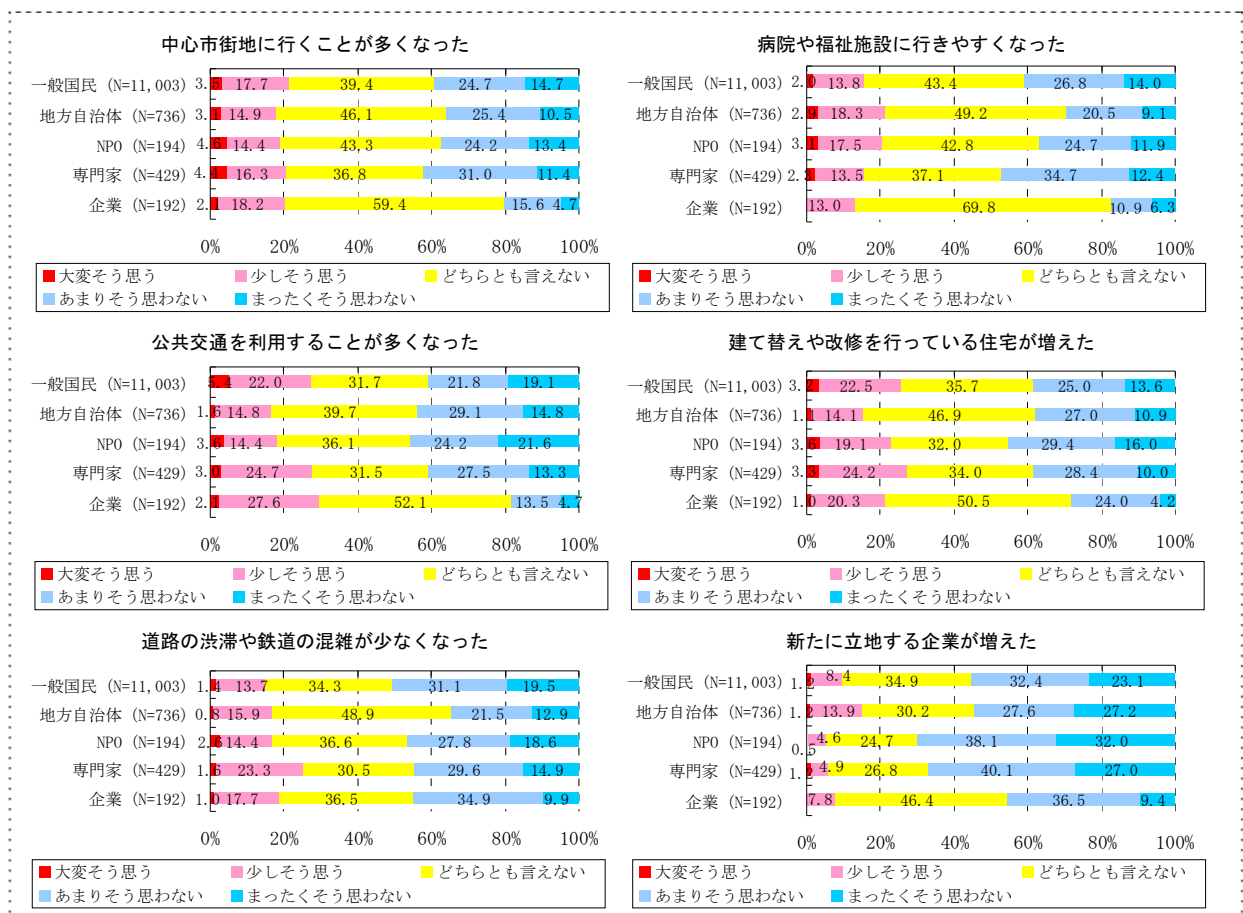 中心市街地に行くことが多くなった
一般国民 (N=11,003) 3.5 17.7 39.4 24.7 14.7
地方自治体 (N=736) 3.1 14.9 46.1 25.4 10.5
NPO (N=194) 4.6 14.4 43.3 24.2 13.4
専門家 (N=429) 4.4 16.3 36.8 31.0 11.4
企業 (N=192) 2.1 18.2 59.4 15.6 4.7
0% 20% 40% 60% 80% 100%
大変そう思う 少しそう思う どちらとも言えない
あまりそう思わない まったくそう思わない
病院や福祉施設に行きやすくなった
一般国民 (N=11,003) 2.0 13.8 43.4 26.8 14.0
地方自治体 (N=736) 2.9 18.3 49.2 20.5 9.1
NPO (N=194) 3.1 17.5 42.8 24.7 11.9
専門家 (N=429) 2.3 13.5 37.1 34.7 12.4
企業 (N=192) 13.0 69.8 10.9 6.3
0% 20% 40% 60% 80% 100%
大変そう思う 少しそう思う どちらとも言えない
あまりそう思わない まったくそう思わない
公共交通を利用することが多くなった
一般国民 (N=11,003) 5.4 22.0 31.7 21.8 19.1
地方自治体 (N=736) 1.6 14.8 39.7 29.1 14.8
NPO (N=194) 3.6 14.4 36.1 24.2 21.6
専門家 (N=429) 3.0 24.7 31.5 27.5 13.3
企業 (N=192) 2.1 27.6 52.1 13.5 4.7
0% 20% 40% 60% 80% 100%
大変そう思う 少しそう思う どちらとも言えない
あまりそう思わない まったくそう思わない
建て替えや改修を行っている住宅が増えた
一般国民 (N=11,003) 3.2 22.5 35.7 25.0 13.6
地方自治体 (N=736) 1.1 14.1 46.9 27.0 10.9
NPO (N=194) 3.6 19.1 32.0 29.4 16.0
専門家 (N=429) 3.3 24.2 34.0 28.4 10.0
企業 (N=192) 1.0 20.3 50.5 24.0 4.2
0% 20% 40% 60% 80% 100%
大変そう思う 少しそう思う どちらとも言えない
あまりそう思わない まったくそう思わない
道路の渋滞や鉄道の混雑が少なくなった
一般国民 (N=11,003) 1.4 13.7 34.3 31.1 19.5
地方自治体 (N=736) 0.8 15.9 48.9 21.5 12.9
NPO (N=194) 2.6 14.4 36.6 27.8 18.6
専門家 (N=429) 1.6 23.3 30.5 29.6 14.9
企業 (N=192) 1.0 17.7 36.5 34.9 9.9
0% 20% 40% 60% 80% 100%
大変そう思う 少しそう思う どちらとも言えない
あまりそう思わない まったくそう思わない
新たに立地する企業が増えた
一般国民 (N=11,003) 1.2 8.4 34.9 32.4 23.1
地方自治体 (N=736) 1.2 13.9 30.2 27.6 27.2
NPO (N=194) 0.5 4.6 24.7 38.1 32.0
専門家 (N=429) 1.2 4.9 26.8 40.1 27.0
企業 (N=192) 7.8 46.4 36.5 9.4
0% 20% 40% 60% 80% 100%
大変そう思う 少しそう思う どちらとも言えない
あまりそう思わない まったくそう思わない